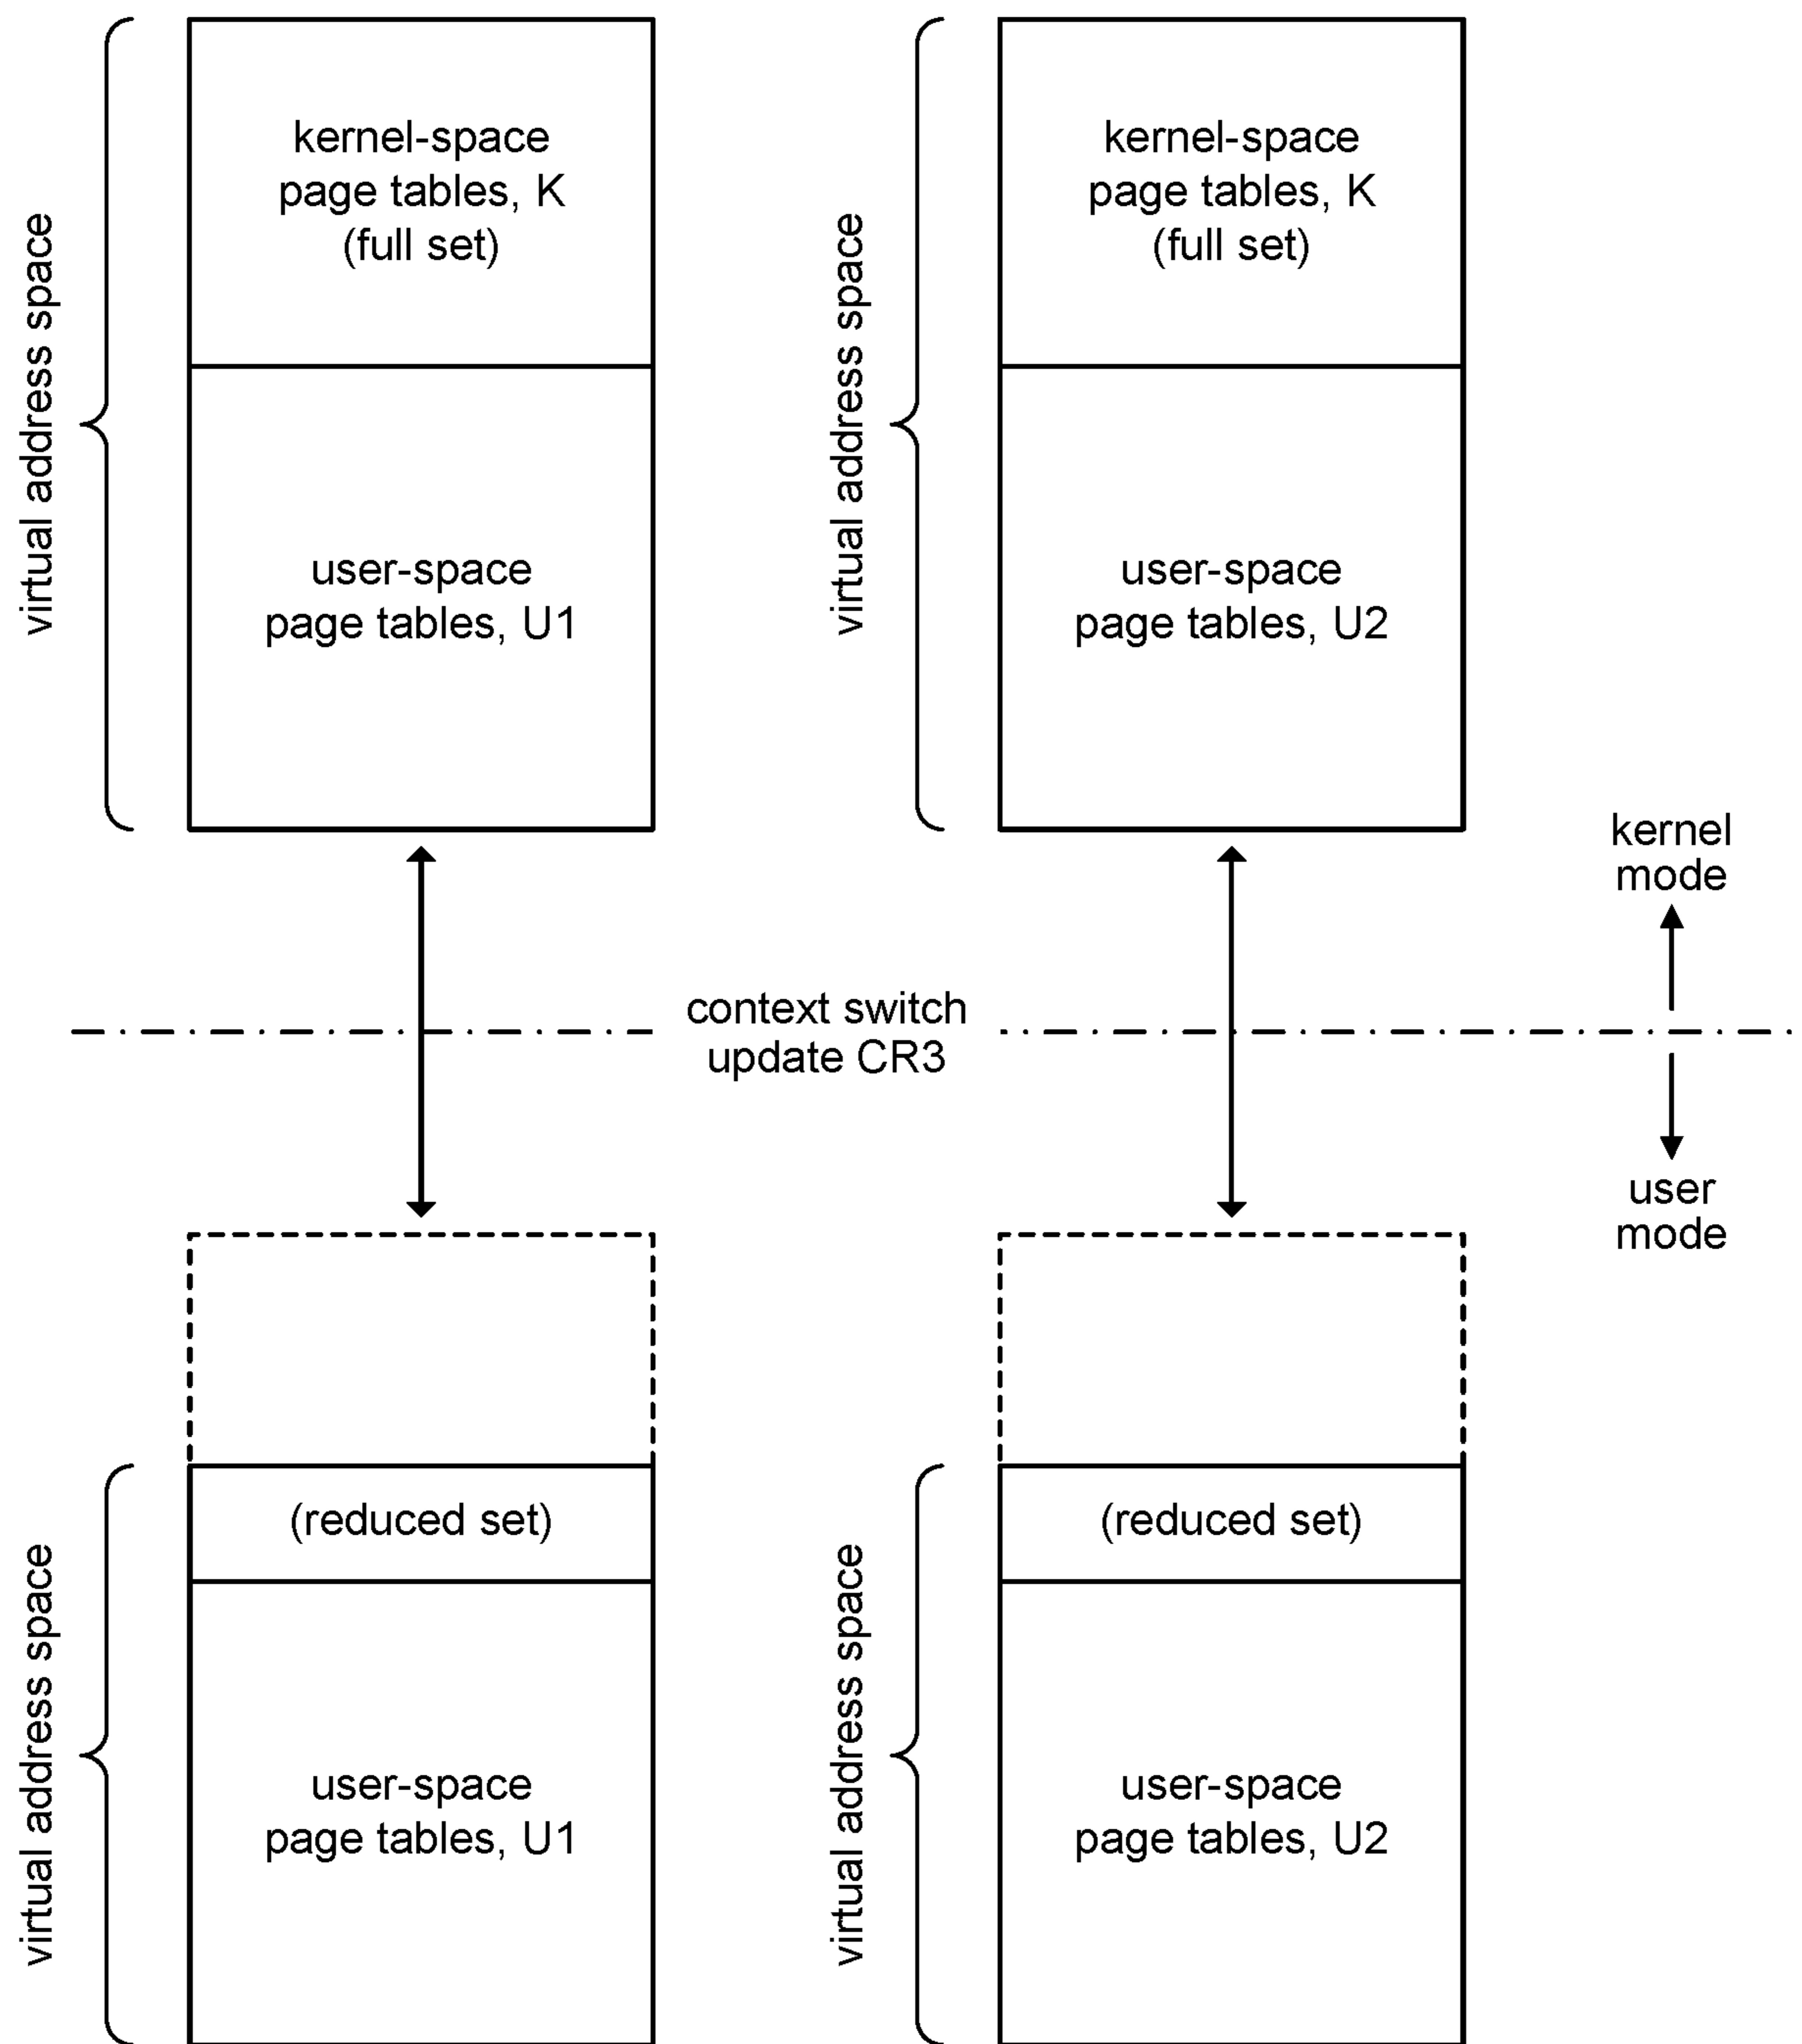 virtual address space
kernel-space
page tables, K
(full set)
user-space
page tables, U1
virtual address space
kernel-space
page tables, K
(full set)
user-space
page tables, U2
kernel
mode
context switch
update CR3
user
mode
virtual address space
(reduced set)
user-space
page tables, U1
virtual address space
(reduced set)
user-space
page tables, U2